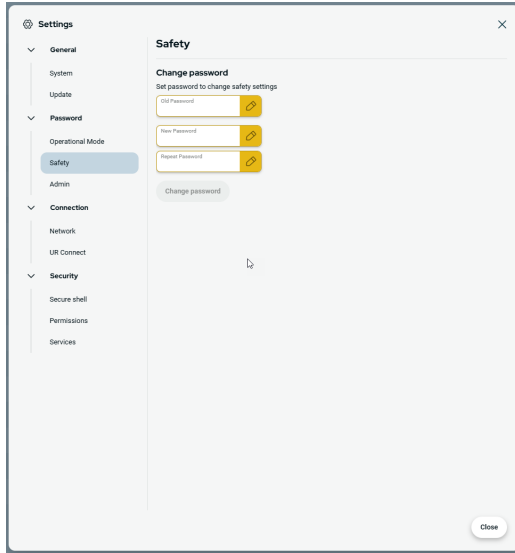 Settings
General
System
Update
Password
Operational Mode
Safety
Admin
Connection
Network
UR Connect
Security
Secure shell
Permissions
Services
Safety
Change password
Set password to change safety settings
Old Password
New Password
Repeat Password
Change password
Close